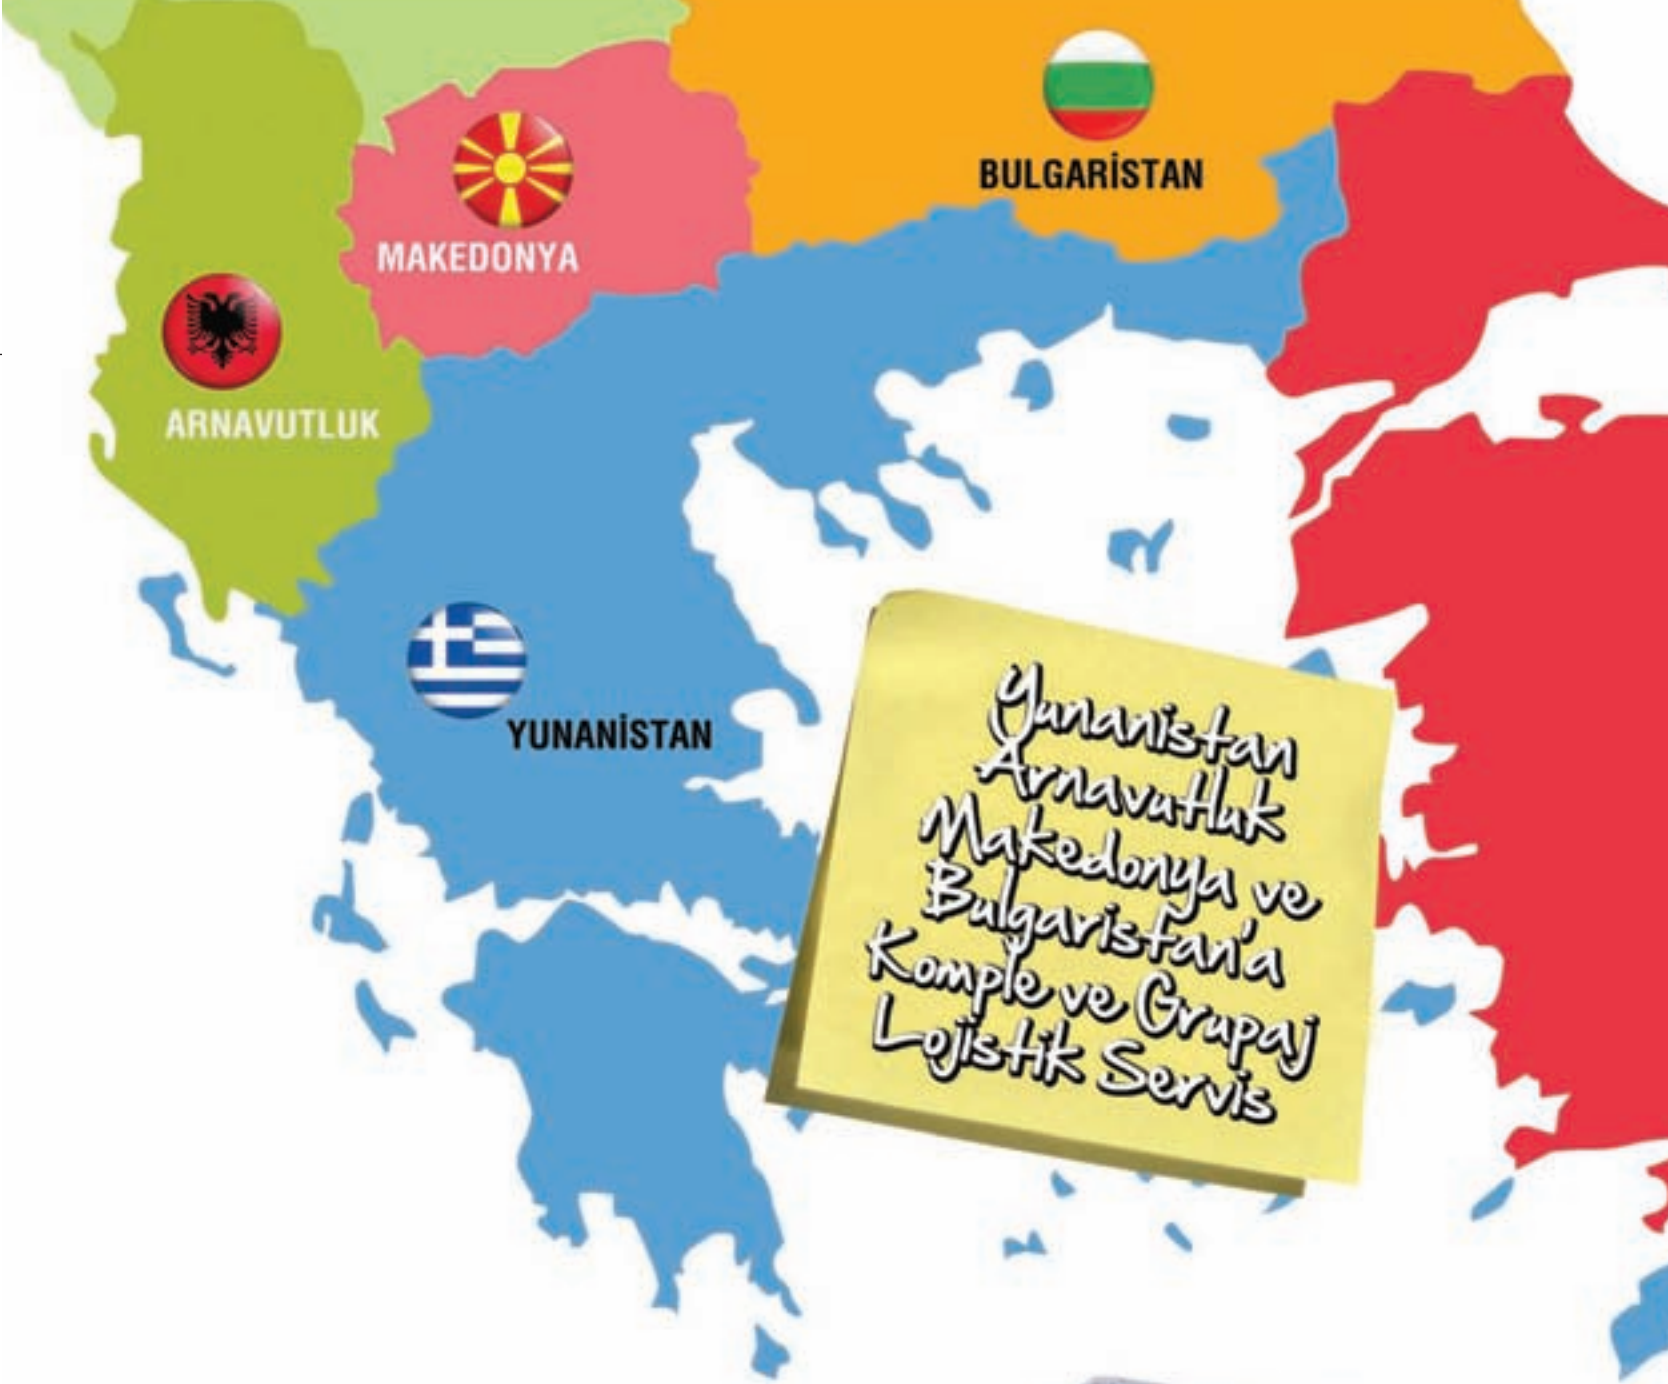 BULGARİSTAN
MAKEDONYA
ARNAVUTLUK
YUNANİSTAN
Yunanistan
Arnavutluk
Makedonya ve
Bulgaristan'a
Komple ve Grupaj
Lojistik Servis